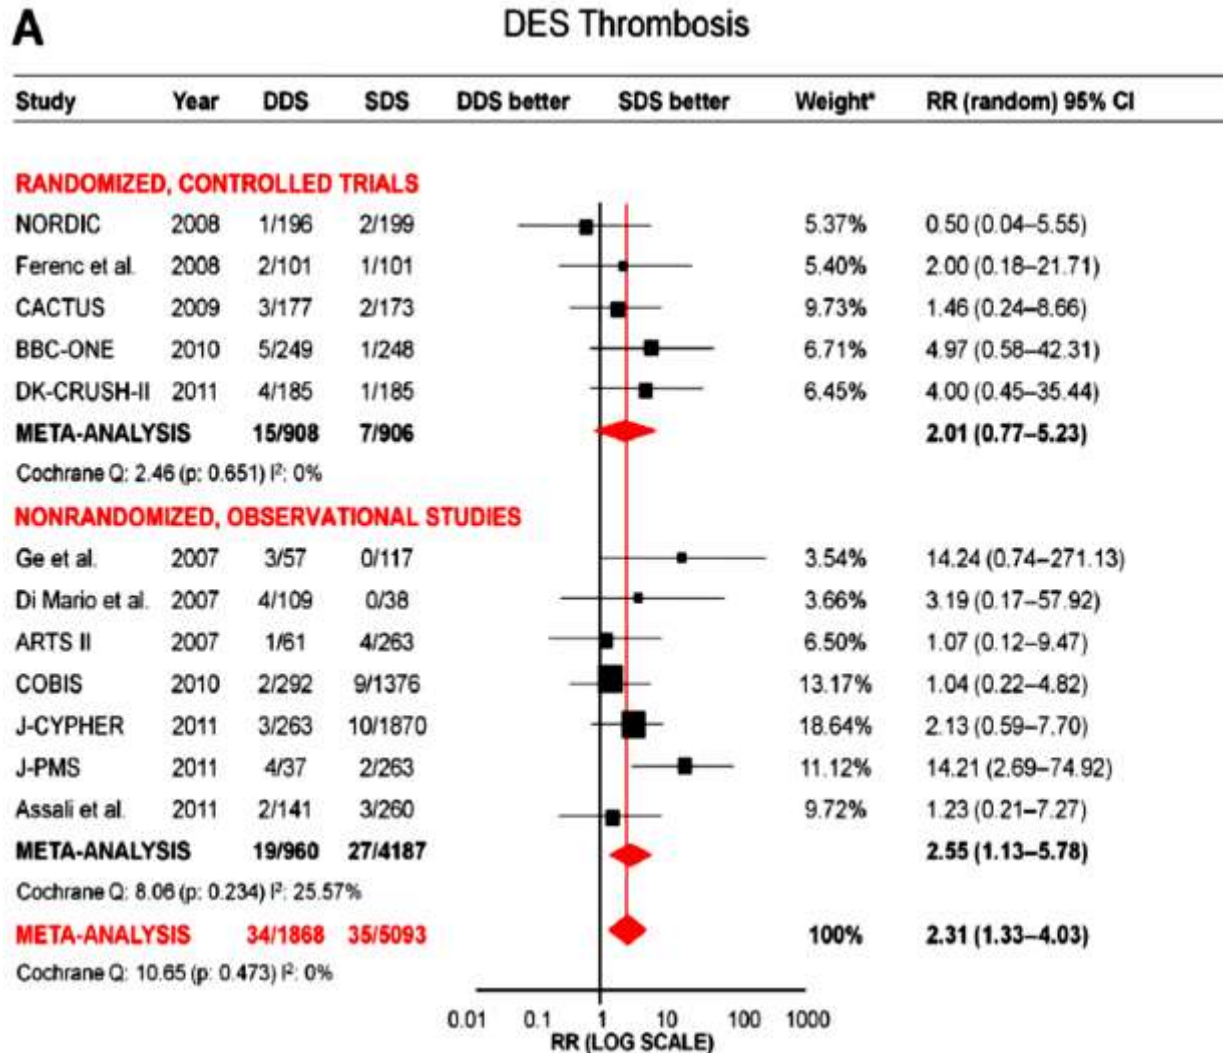 A
DES Thrombosis
Study Year DDS SDS DDS better SDS better Weight* RR (random) 95% CI
RANDOMIZED, CONTROLLED TRIALS
NORDIC 2008 1/196 2/199 5.37% 0.50 (0.04–5.55)
Ferenc et al. 2008 2/101 1/101 5.40% 2.00 (0.18–21.71)
CACTUS 2009 3/177 2/173 9.73% 1.46 (0.24–8.66)
BBC-ONE 2010 5/249 1/248 6.71% 4.97 (0.58–42.31)
DK-CRUSH-II 2011 4/185 1/185 6.45% 4.00 (0.45–35.44)
META-ANALYSIS 15/908 7/906 2.01 (0.77–5.23)
Cochrane Q: 2.46 (p: 0.651) I²: 0%
NONRANDOMIZED, OBSERVATIONAL STUDIES
Ge et al. 2007 3/57 0/117 3.54% 14.24 (0.74–271.13)
Di Mario et al. 2007 4/109 0/38 3.66% 3.19 (0.17–57.92)
ARTS II 2007 1/61 4/263 6.50% 1.07 (0.12–9.47)
COBIS 2010 2/292 9/1376 13.17% 1.04 (0.22–4.82)
J-CYPHER 2011 3/263 10/1870 18.64% 2.13 (0.59–7.70)
J-PMS 2011 4/37 2/263 11.12% 14.21 (2.69–74.92)
Assali et al. 2011 2/141 3/260 9.72% 1.23 (0.21–7.27)
META-ANALYSIS 19/960 27/4187 2.55 (1.13–5.78)
Cochrane Q: 8.06 (p: 0.234) I²: 25.57%
META-ANALYSIS 34/1868 35/5093 100% 2.31 (1.33–4.03)
Cochrane Q: 10.65 (p: 0.473) I²: 0%
0.01 0.1 1 10 100 1000
RR (LOG SCALE)